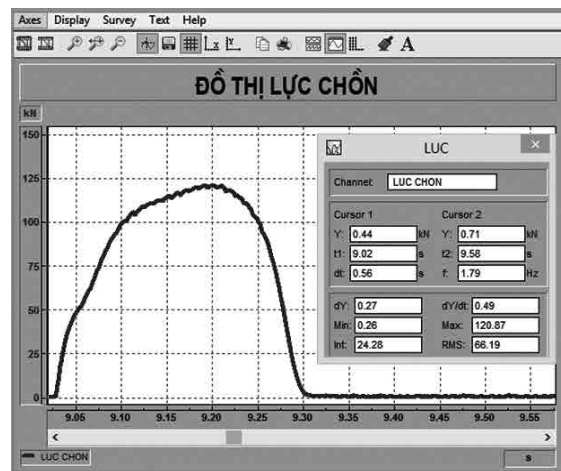 Axes Display Survey Text Help
ĐỒ THỊ LỰC CHỒN
kN
150
125
100
75
50
25
0
LUC
Channel: LUC CHON
Cursor 1 Cursor 2
Y: 0.44 kN Y: 0.71 kN
t1: 9.02 s t2: 9.58 s
dt: 0.56 s f: 1.79 Hz
dY: 0.27 dY/dt: 0.49
Min: 0.26 Max: 120.87
Int: 24.28 RMS: 66.19
9.05 9.10 9.15 9.20 9.25 9.30 9.35 9.40 9.45 9.50 9.55
LUC CHON s